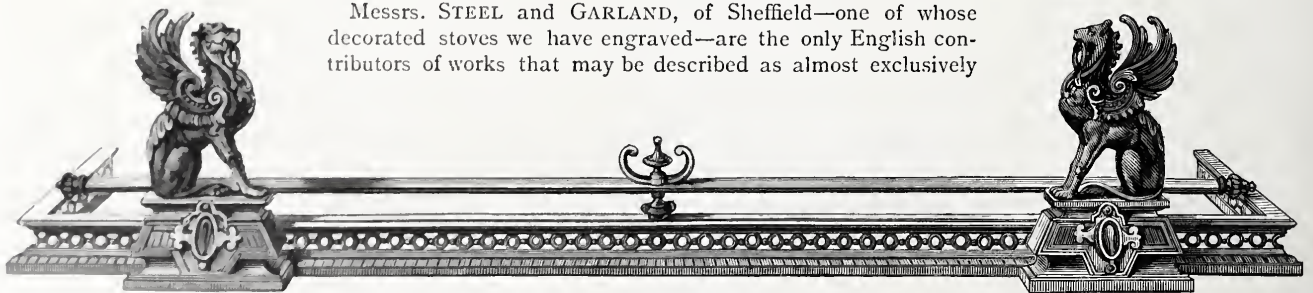 Messrs. STEEL and GARLAND, of Sheffield—one of whose
decorated stoves we have engraved—are the only English con-
tributors of works that may be described as almost exclusively